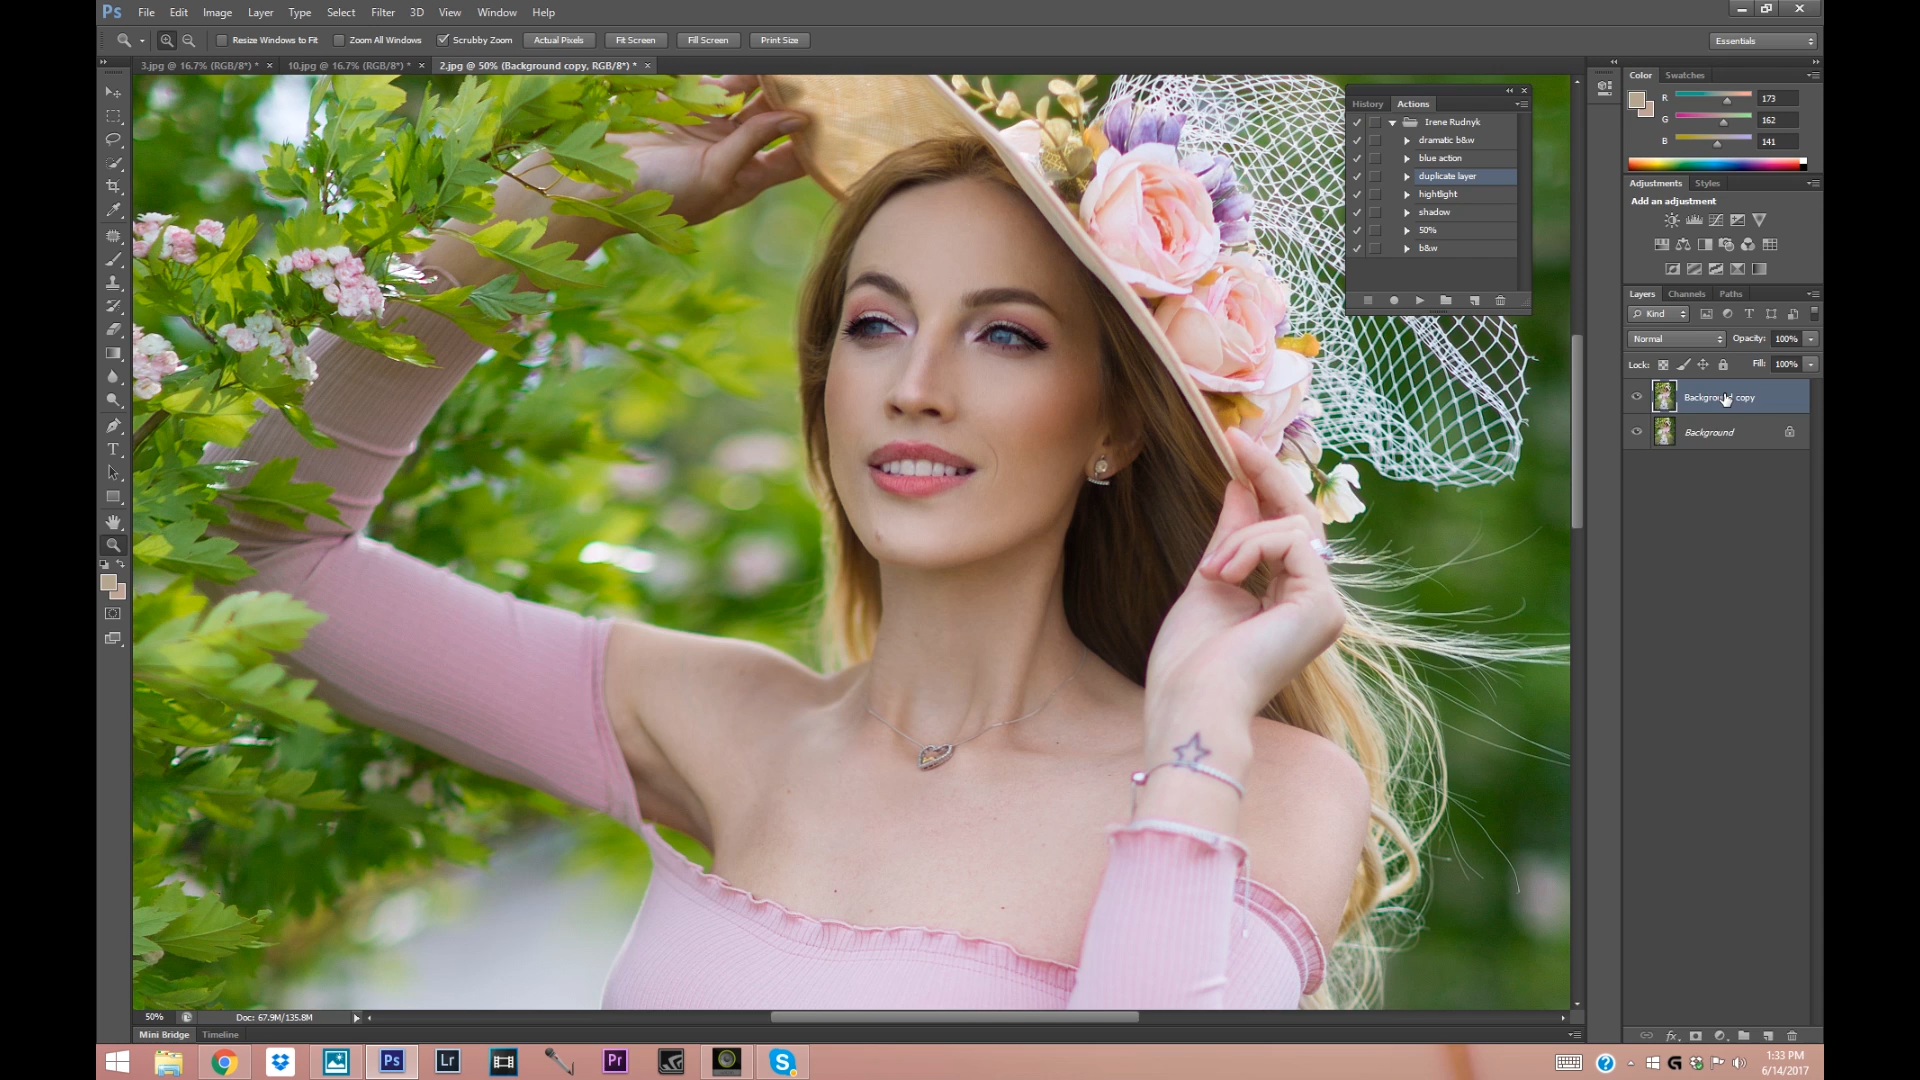 Ps File Edit Image Layer Type Select Filter 3D View Window Help
Resize Windows to Fit Zoom All Windows Scrubby Zoom Actual Pixels Fit Screen Fill Screen Print Size Essentials
3.jpg @ 16.7% (RGB/8*) * × 10.jpg @ 16.7% (RGB/8*) * × 2.jpg @ 50% (Background copy, RGB/8*) * ×
History Actions
Irene Rudnyk
dramatic b&w
blue action
duplicate layer
hightlight
shadow
50%
b&w
Color Swatches
R 173
G 162
B 141
Adjustments Styles
Add an adjustment
Layers Channels Paths
Kind
Normal Opacity: 100%
Lock: Fill: 100%
Background copy
Background
50% Doc: 67.9M/135.8M
Mini Bridge Timeline
Ps Lr Pr
1:33 PM
6/14/2017